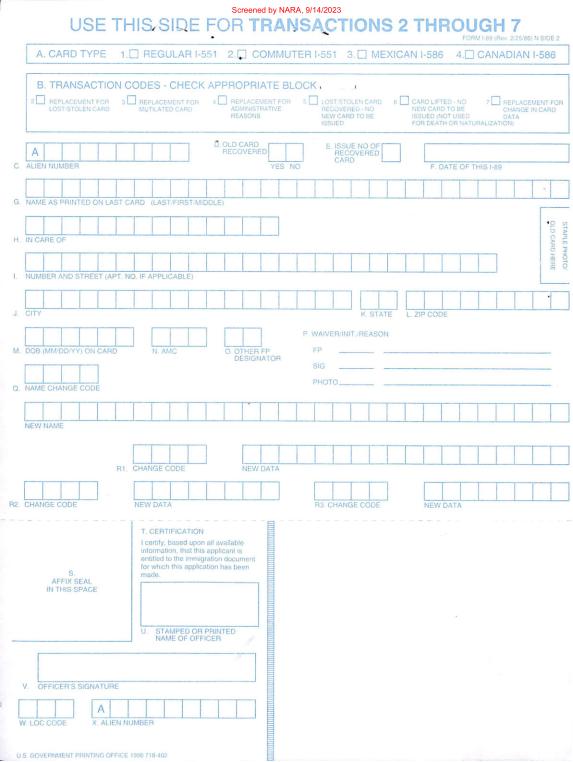 Screened by NARA, 9/14/2023
USE THIS SIDE FOR TRANSACTIONS 2 THROUGH 7
FORM I-89 (Rev. 2/25/86) N SIDE 2
A. CARD TYPE 1. REGULAR I-551 2. COMMUTER I-551 3. MEXICAN I-586 4. CANADIAN I-586
B. TRANSACTION CODES - CHECK APPROPRIATE BLOCK
2 REPLACEMENT FOR LOST-STOLEN CARD
3 REPLACEMENT FOR MUTILATED CARD
4 REPLACEMENT FOR ADMINISTRATIVE REASONS
5 LOST STOLEN CARD RECOVERED - NO NEW CARD TO BE ISSUED
6 CARD LIFTED - NO NEW CARD TO BE ISSUED (NOT USED FOR DEATH OR NATURALIZATION)
7 REPLACEMENT FOR CHANGE IN CARD DATA
A
C. ALIEN NUMBER
D. OLD CARD RECOVERED
YES NO
E. ISSUE NO OF RECOVERED CARD
F. DATE OF THIS I-89
G. NAME AS PRINTED ON LAST CARD (LAST/FIRST/MIDDLE)
H. IN CARE OF
STAPLE PHOTO/
OLD CARD HERE
I. NUMBER AND STREET (APT. NO. IF APPLICABLE)
J. CITY
K. STATE
L. ZIP CODE
M. DOB (MM/DD/YY) ON CARD
N. AMC
O. OTHER FP DESIGNATOR
P. WAIVER/INIT./REASON
FP
SIG
PHOTO
Q. NAME CHANGE CODE
NEW NAME
R1. CHANGE CODE
NEW DATA
R2. CHANGE CODE
NEW DATA
R3. CHANGE CODE
NEW DATA
S.
AFFIX SEAL
IN THIS SPACE
T. CERTIFICATION
I certify, based upon all available
information, that this applicant is
entitled to the immigration document
for which this application has been
made.
U. STAMPED OR PRINTED
NAME OF OFFICER
V. OFFICER'S SIGNATURE
A
W. LOC CODE
X. ALIEN NUMBER